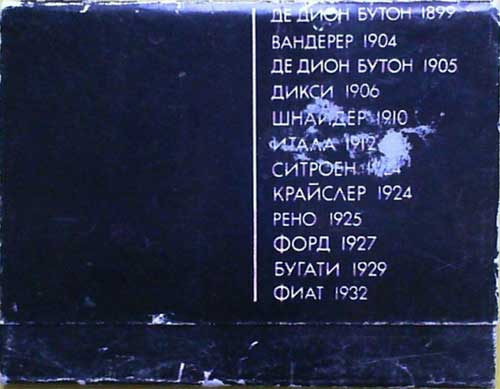 ДЕ ДИОН БУТОН 1899
ВАНДЕРЕР 1904
ДЕ ДИОН БУТОН 1905
ДИКСИ 1906
ШНАЙДЕР 1910
ИТАЛА 1912
СИТРОЕН
КРАЙСЛЕР 1924
РЕНО 1925
ФОРД 1927
БУГАТИ 1929
ФИАТ 1932